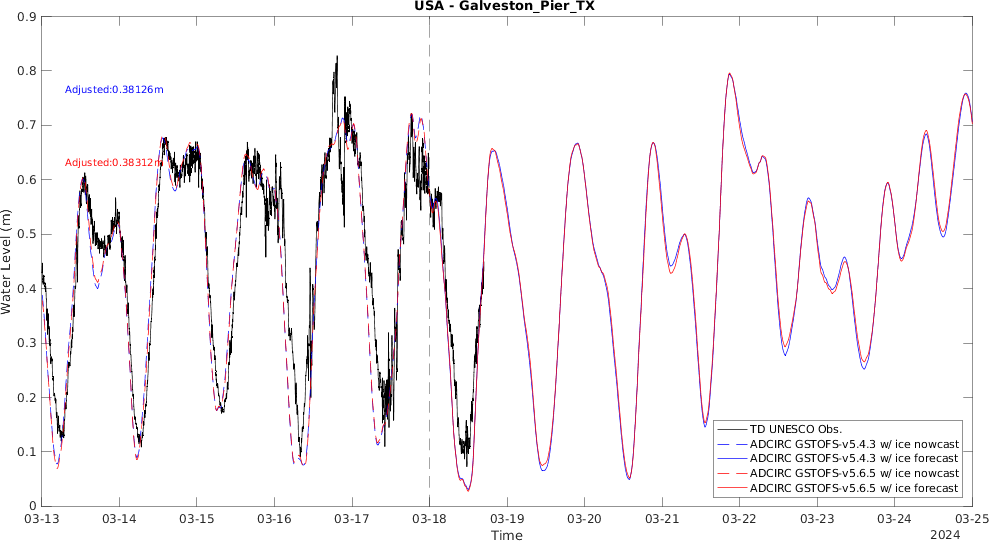 USA - Galveston_Pier_TX
0.9
0.8
0.7
0.6
0.5
0.4
0.3
0.2
0.1
0
Water Level (m)
Adjusted:0.38126m
Adjusted:0.38312m
TD UNESCO Obs.
ADCIRC GSTOFS-v5.4.3 w/ ice nowcast
ADCIRC GSTOFS-v5.4.3 w/ ice forecast
ADCIRC GSTOFS-v5.6.5 w/ ice nowcast
ADCIRC GSTOFS-v5.6.5 w/ ice forecast
03-13 03-14 03-15 03-16 03-17 03-18 03-19 03-20 03-21 03-22 03-23 03-24 03-25
Time
2024